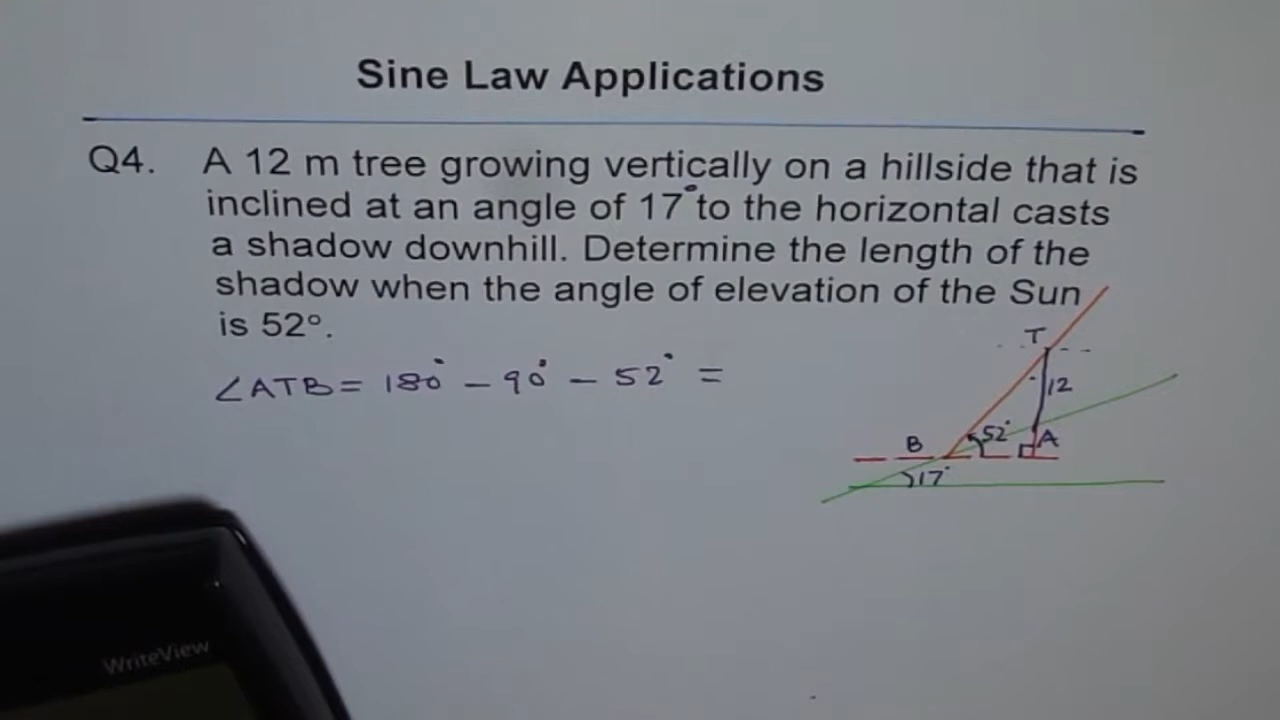 Sine Law Applications
Q4. A 12 m tree growing vertically on a hillside that is
inclined at an angle of 17° to the horizontal casts
a shadow downhill. Determine the length of the
shadow when the angle of elevation of the Sun
is 52°.
∠ATB = 180° - 90° - 52° =
T
12
52°
A
B
17°
WriteView